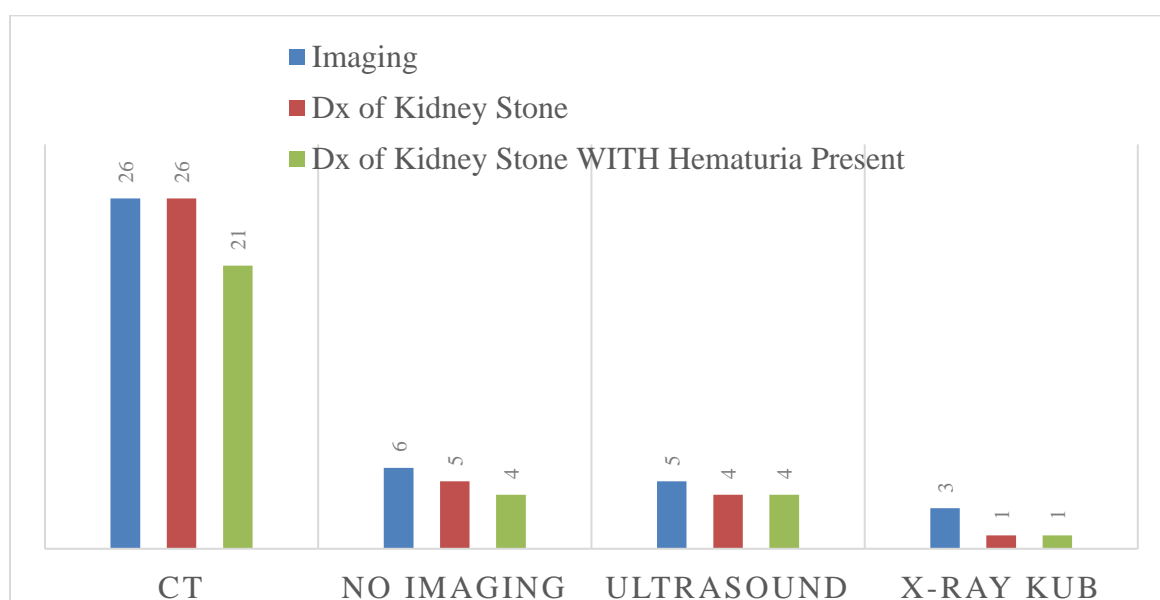 Imaging
Dx of Kidney Stone
Dx of Kidney Stone WITH Hematuria Present
26
26
21
6
5
4
5
4
4
3
1
1
CT
NO IMAGING
ULTRASOUND
X-RAY KUB